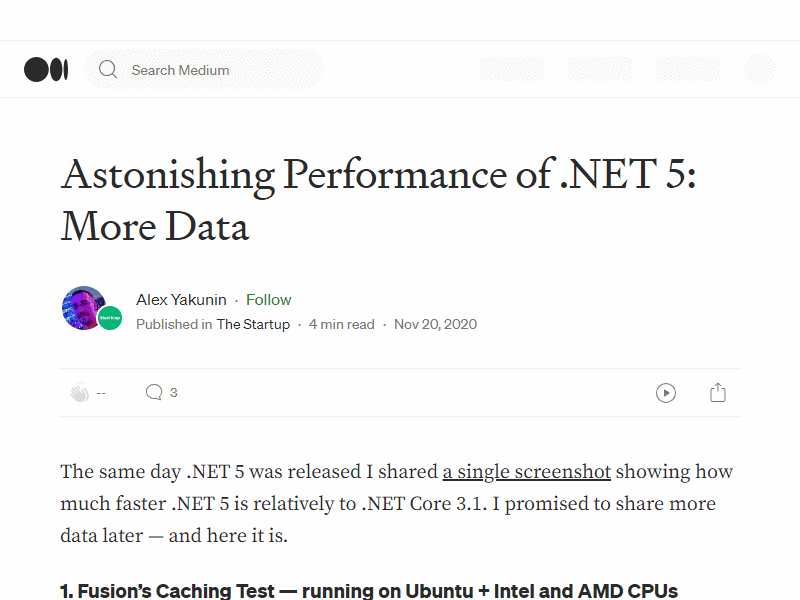 Search Medium
Astonishing Performance of .NET 5:
More Data
Alex Yakunin · Follow
Published in The Startup · 4 min read · Nov 20, 2020
-- 3
The same day .NET 5 was released I shared a single screenshot showing how
much faster .NET 5 is relatively to .NET Core 3.1. I promised to share more
data later — and here it is.
1. Fusion’s Caching Test — running on Ubuntu + Intel and AMD CPUs